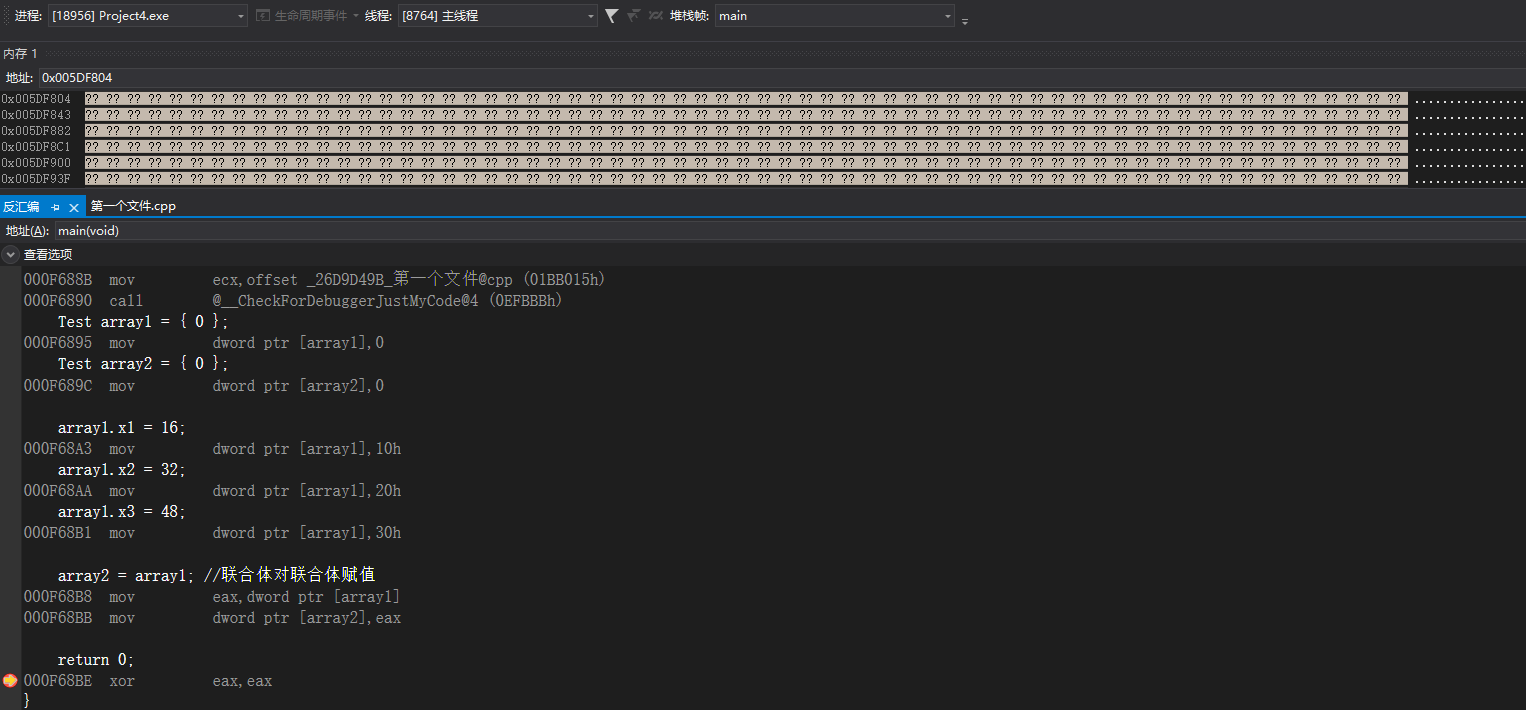 进程: [18956] Project4.exe 生命周期事件 线程: [8764] 主线程 堆栈帧: main
内存 1
地址: 0x005DF804
0x005DF804 ?? ?? ?? ?? ?? ?? ?? ?? ?? ?? ?? ?? ?? ?? ?? ?? ?? ?? ?? ?? ?? ?? ?? ?? ?? ?? ?? ?? ?? ?? ?? ?? ?? ?? ?? ?? ?? ?? ?? ?? ?? ?? ?? ?? ?? ?? ?? ?? ?? ?? ?? ?? ?? ?? ?? ?? ?? ?? ?? ?? ?? ?? ?? ................
0x005DF843 ?? ?? ?? ?? ?? ?? ?? ?? ?? ?? ?? ?? ?? ?? ?? ?? ?? ?? ?? ?? ?? ?? ?? ?? ?? ?? ?? ?? ?? ?? ?? ?? ?? ?? ?? ?? ?? ?? ?? ?? ?? ?? ?? ?? ?? ?? ?? ?? ?? ?? ?? ?? ?? ?? ?? ?? ?? ?? ?? ?? ?? ?? ?? ................
0x005DF882 ?? ?? ?? ?? ?? ?? ?? ?? ?? ?? ?? ?? ?? ?? ?? ?? ?? ?? ?? ?? ?? ?? ?? ?? ?? ?? ?? ?? ?? ?? ?? ?? ?? ?? ?? ?? ?? ?? ?? ?? ?? ?? ?? ?? ?? ?? ?? ?? ?? ?? ?? ?? ?? ?? ?? ?? ?? ?? ?? ?? ?? ?? ?? ................
0x005DF8C1 ?? ?? ?? ?? ?? ?? ?? ?? ?? ?? ?? ?? ?? ?? ?? ?? ?? ?? ?? ?? ?? ?? ?? ?? ?? ?? ?? ?? ?? ?? ?? ?? ?? ?? ?? ?? ?? ?? ?? ?? ?? ?? ?? ?? ?? ?? ?? ?? ?? ?? ?? ?? ?? ?? ?? ?? ?? ?? ?? ?? ?? ?? ?? ................
0x005DF900 ?? ?? ?? ?? ?? ?? ?? ?? ?? ?? ?? ?? ?? ?? ?? ?? ?? ?? ?? ?? ?? ?? ?? ?? ?? ?? ?? ?? ?? ?? ?? ?? ?? ?? ?? ?? ?? ?? ?? ?? ?? ?? ?? ?? ?? ?? ?? ?? ?? ?? ?? ?? ?? ?? ?? ?? ?? ?? ?? ?? ?? ?? ?? ................
0x005DF93F ?? ?? ?? ?? ?? ?? ?? ?? ?? ?? ?? ?? ?? ?? ?? ?? ?? ?? ?? ?? ?? ?? ?? ?? ?? ?? ?? ?? ?? ?? ?? ?? ?? ?? ?? ?? ?? ?? ?? ?? ?? ?? ?? ?? ?? ?? ?? ?? ?? ?? ?? ?? ?? ?? ?? ?? ?? ?? ?? ?? ?? ?? ?? ................
反汇编 第一个文件.cpp
地址(A): main(void)
查看选项
000F688B mov ecx,offset _26D9D49B_第一个文件@cpp (01BB015h)
000F6890 call @__CheckForDebuggerJustMyCode@4 (0EFBBBh)
Test array1 = { 0 };
000F6895 mov dword ptr [array1],0
Test array2 = { 0 };
000F689C mov dword ptr [array2],0
array1.x1 = 16;
000F68A3 mov dword ptr [array1],10h
array1.x2 = 32;
000F68AA mov dword ptr [array1],20h
array1.x3 = 48;
000F68B1 mov dword ptr [array1],30h
array2 = array1; //联合体对联合体赋值
000F68B8 mov eax,dword ptr [array1]
000F68BB mov dword ptr [array2],eax
return 0;
000F68BE xor eax,eax
}